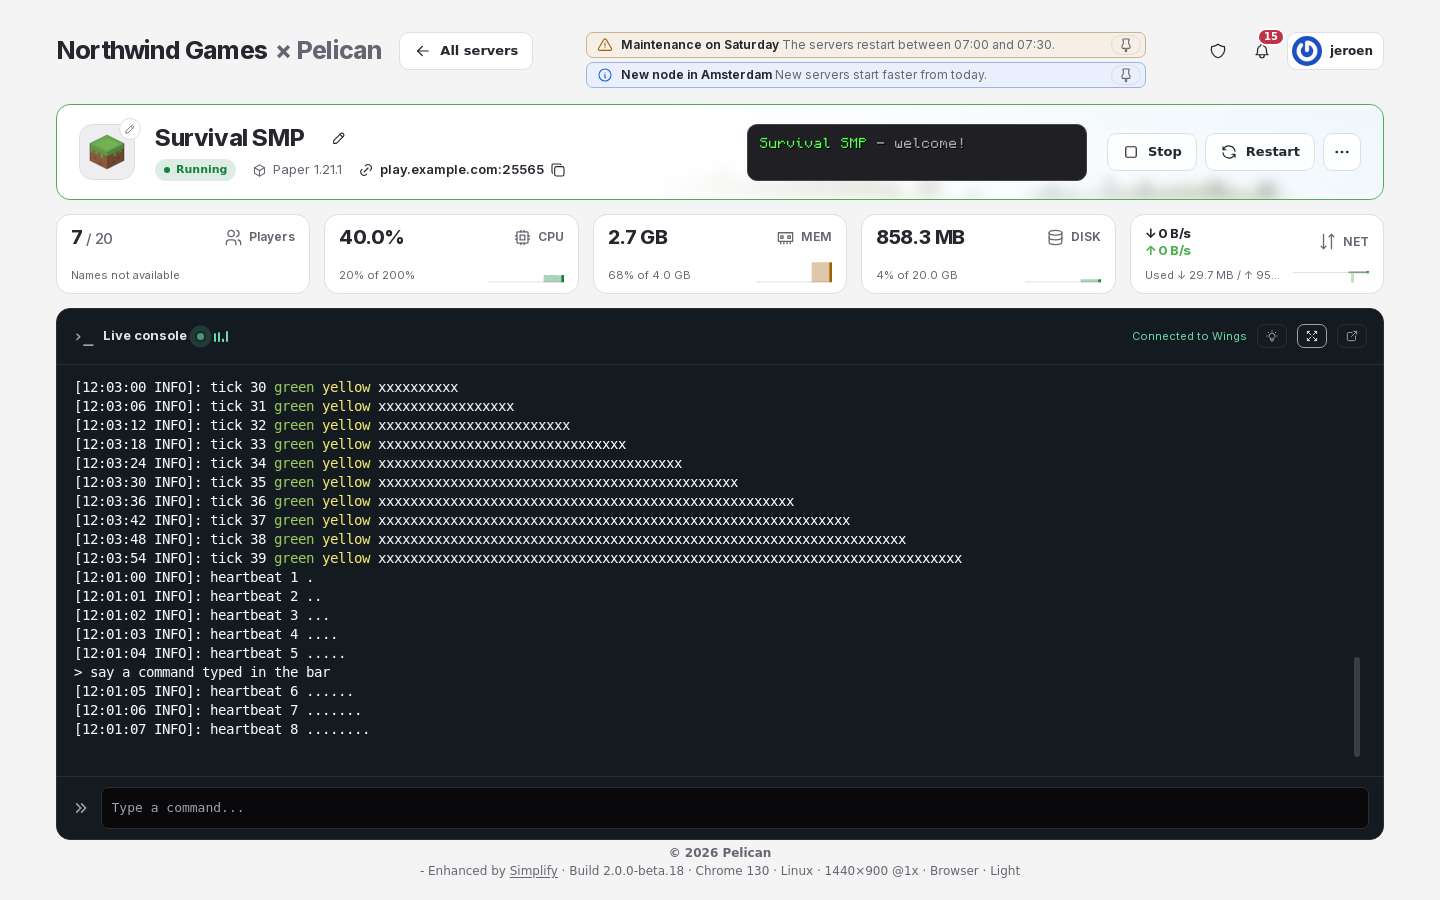 Northwind Games × Pelican
All servers
Maintenance on Saturday The servers restart between 07:00 and 07:30.
New node in Amsterdam New servers start faster from today.
15
jeroen
Survival SMP
Running
Paper 1.21.1
play.example.com:25565
Survival SMP - welcome!
Stop
Restart
7 / 20
Players
Names not available
40.0%
CPU
20% of 200%
2.7 GB
MEM
68% of 4.0 GB
858.3 MB
DISK
4% of 20.0 GB
↓ 0 B/s
↑ 0 B/s
NET
Used ↓ 29.7 MB / ↑ 95...
Live console
Connected to Wings
[12:03:00 INFO]: tick 30 green yellow xxxxxxxxxx
[12:03:06 INFO]: tick 31 green yellow xxxxxxxxxxxxxxxxx
[12:03:12 INFO]: tick 32 green yellow xxxxxxxxxxxxxxxxxxxxxxxx
[12:03:18 INFO]: tick 33 green yellow xxxxxxxxxxxxxxxxxxxxxxxxxxxxxxx
[12:03:24 INFO]: tick 34 green yellow xxxxxxxxxxxxxxxxxxxxxxxxxxxxxxxxxxxxxx
[12:03:30 INFO]: tick 35 green yellow xxxxxxxxxxxxxxxxxxxxxxxxxxxxxxxxxxxxxxxxxxxxx
[12:03:36 INFO]: tick 36 green yellow xxxxxxxxxxxxxxxxxxxxxxxxxxxxxxxxxxxxxxxxxxxxxxxxxxxx
[12:03:42 INFO]: tick 37 green yellow xxxxxxxxxxxxxxxxxxxxxxxxxxxxxxxxxxxxxxxxxxxxxxxxxxxxxxxxxxx
[12:03:48 INFO]: tick 38 green yellow xxxxxxxxxxxxxxxxxxxxxxxxxxxxxxxxxxxxxxxxxxxxxxxxxxxxxxxxxxxxxxxxxx
[12:03:54 INFO]: tick 39 green yellow xxxxxxxxxxxxxxxxxxxxxxxxxxxxxxxxxxxxxxxxxxxxxxxxxxxxxxxxxxxxxxxxxxxxxxxxx
[12:01:00 INFO]: heartbeat 1 .
[12:01:01 INFO]: heartbeat 2 ..
[12:01:02 INFO]: heartbeat 3 ...
[12:01:03 INFO]: heartbeat 4 ....
[12:01:04 INFO]: heartbeat 5 .....
> say a command typed in the bar
[12:01:05 INFO]: heartbeat 6 ......
[12:01:06 INFO]: heartbeat 7 .......
[12:01:07 INFO]: heartbeat 8 ........
Type a command...
© 2026 Pelican
- Enhanced by Simplify · Build 2.0.0-beta.18 · Chrome 130 · Linux · 1440×900 @1x · Browser · Light